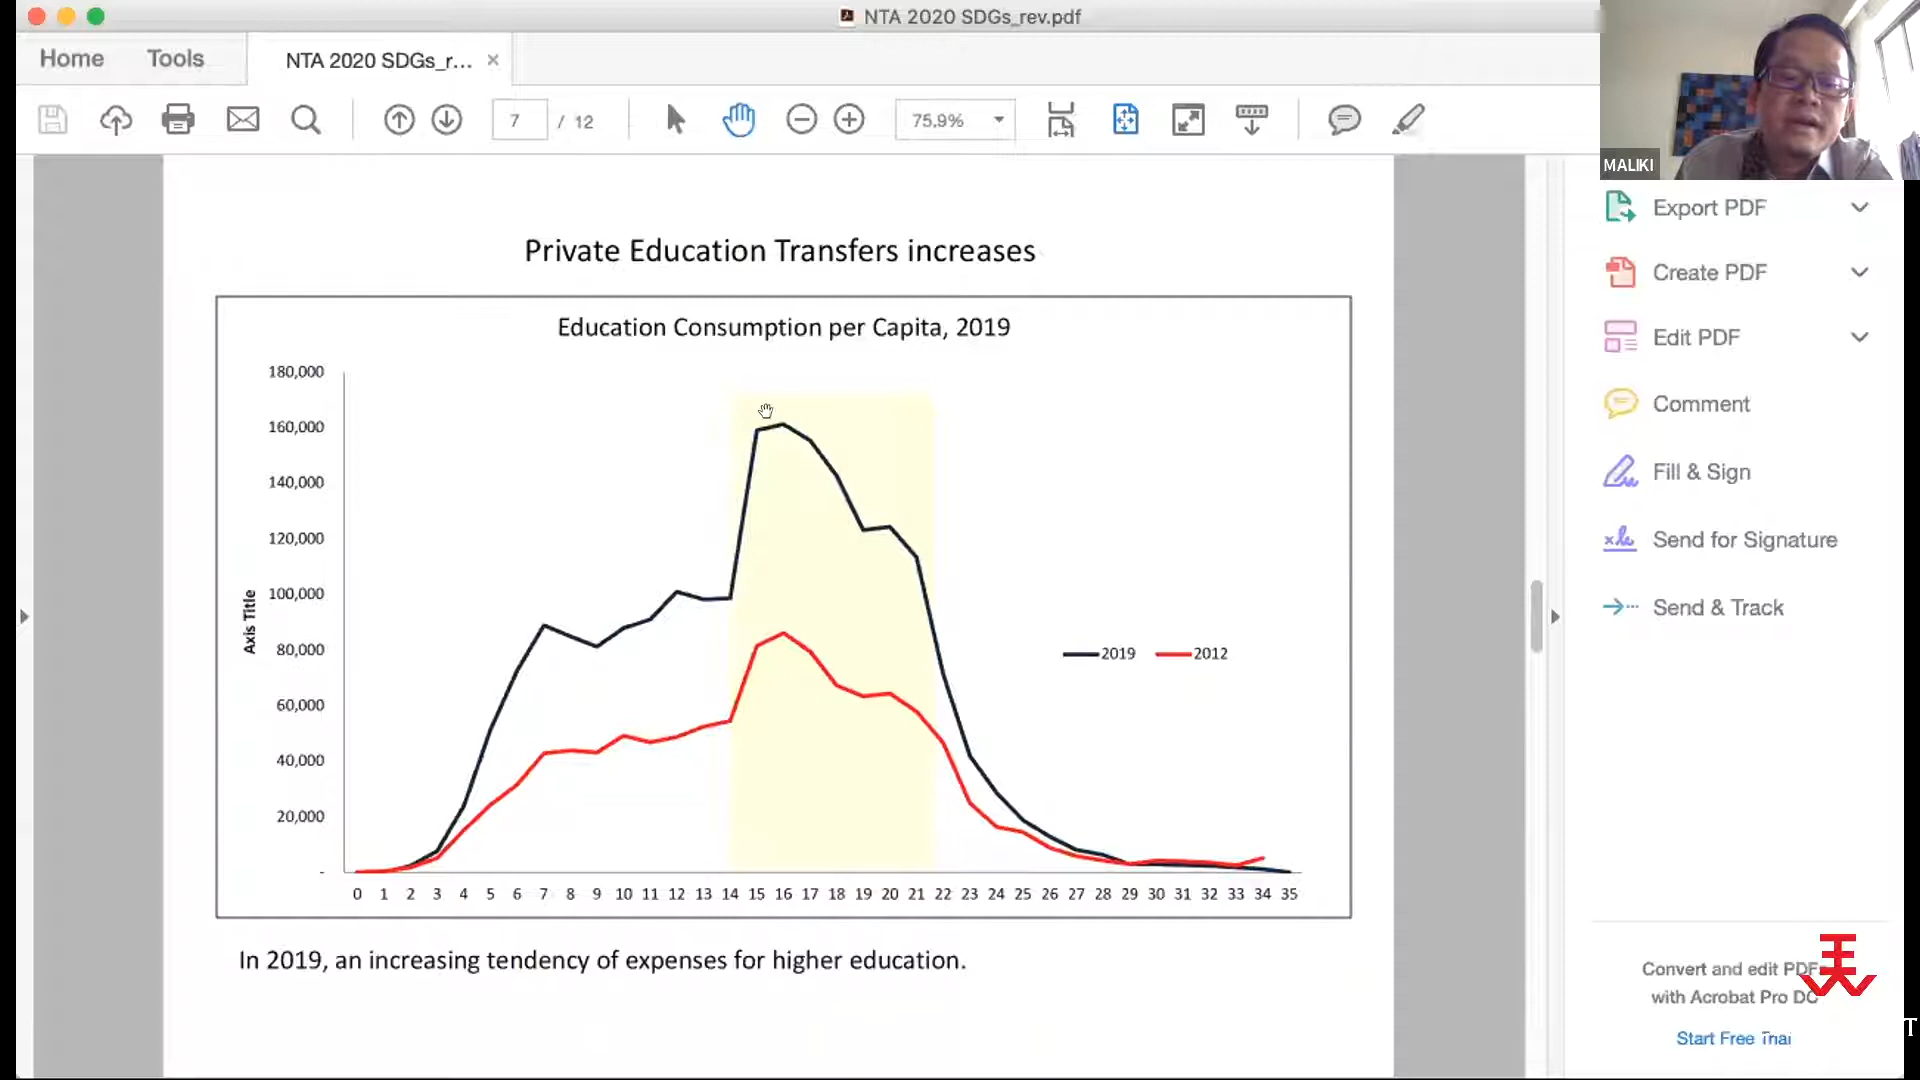 NTA 2020 SDGs_rev.pdf
Home
Tools
NTA 2020 SDGs_r...
7 / 12
75,9%
MALIKI
Export PDF
Create PDF
Edit PDF
Comment
Fill & Sign
Send for Signature
Send & Track
Private Education Transfers increases
Education Consumption per Capita, 2019
180,000
160,000
140,000
120,000
100,000
80,000
60,000
40,000
20,000
-
Axis Title
2019 2012
0 1 2 3 4 5 6 7 8 9 10 11 12 13 14 15 16 17 18 19 20 21 22 23 24 25 26 27 28 29 30 31 32 33 34 35
In 2019, an increasing tendency of expenses for higher education.
Convert and edit PDF
with Acrobat Pro DC
Start Free
T